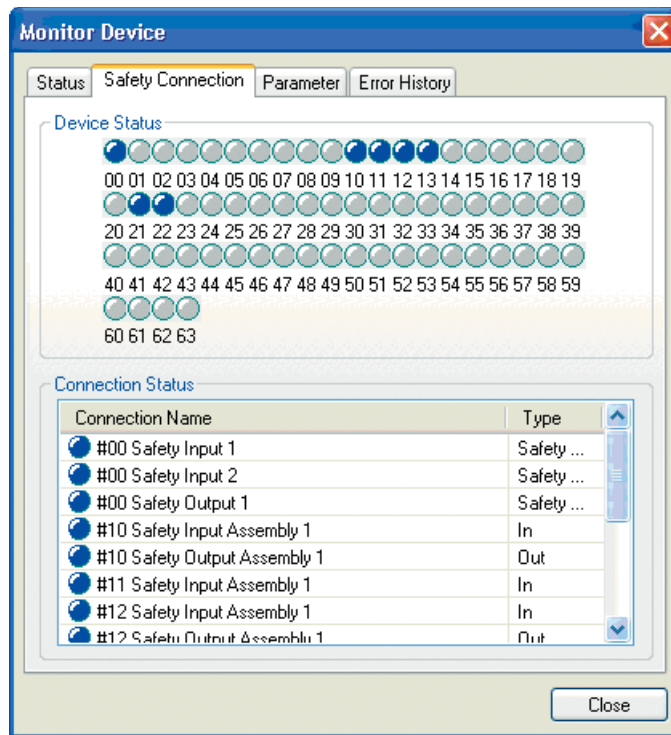 Monitor Device
Status Safety Connection Parameter Error History
Device Status
00 01 02 03 04 05 06 07 08 09 10 11 12 13 14 15 16 17 18 19
20 21 22 23 24 25 26 27 28 29 30 31 32 33 34 35 36 37 38 39
40 41 42 43 44 45 46 47 48 49 50 51 52 53 54 55 56 57 58 59
60 61 62 63
Connection Status
Connection Name Type
#00 Safety Input 1 Safety ...
#00 Safety Input 2 Safety ...
#00 Safety Output 1 Safety ...
#10 Safety Input Assembly 1 In
#10 Safety Output Assembly 1 Out
#11 Safety Input Assembly 1 In
#12 Safety Input Assembly 1 In
#12 Safety Output Assembly 1 Out
Close